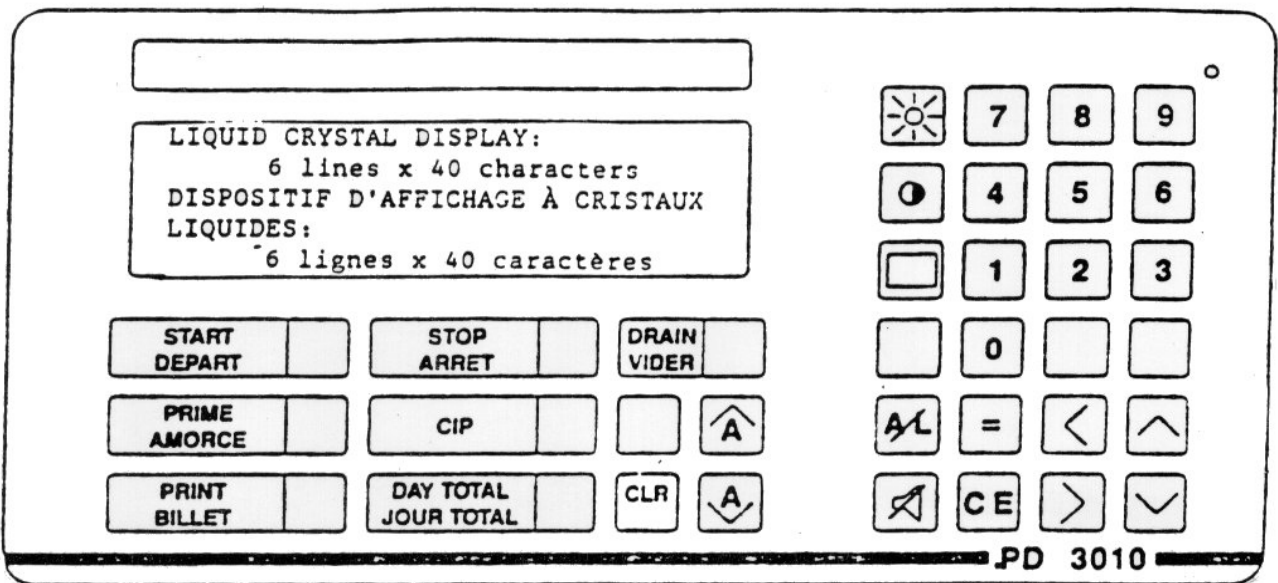 LIQUID CRYSTAL DISPLAY:
6 lines x 40 characters
DISPOSITIF D'AFFICHAGE À CRISTAUX
LIQUIDES:
6 lignes x 40 caractères
7 8 9
4 5 6
1 2 3
0
START
DEPART
STOP
ARRET
DRAIN
VIDER
PRIME
AMORCE
CIP
A
A/L =
PRINT
BILLET
DAY TOTAL
JOUR TOTAL
CLR
A
CE
PD 3010